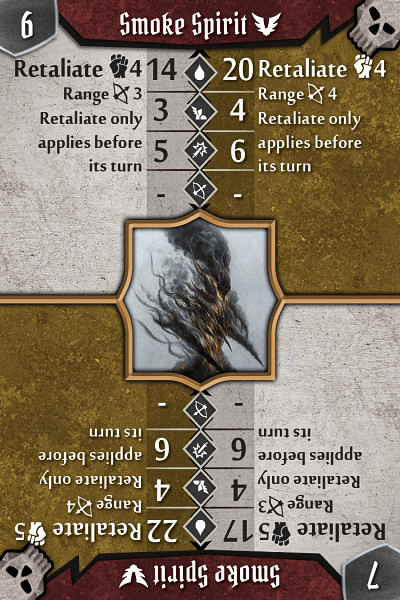 6 Smoke Spirit
Retaliate 4 14 20 Retaliate 4
Range 3 3 4 Range 4
Retaliate only Retaliate only
applies before 5 6 applies before
its turn its turn
- -
7 Smoke Spirit
Retaliate 5 17 22 Retaliate 5
Range 3 4 4 Range 4
Retaliate only Retaliate only
applies before 6 6 applies before
its turn its turn
- -